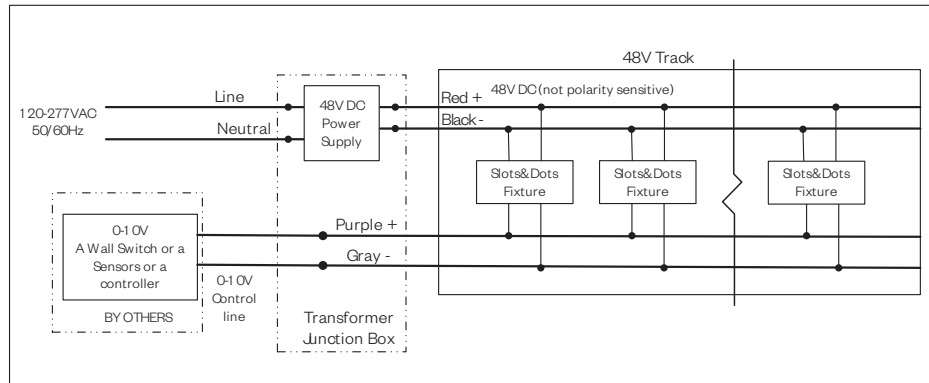 48V Track
Line
48V DC
Power
Supply
Red +
48V DC (not polarity sensitive)
120-277VAC
50/60Hz
Neutral
Black -
Slots&Dots
Fixture
Slots&Dots
Fixture
Slots&Dots
Fixture
0-10V
A Wall Switch or a
Sensors or a
controller
Purple +
Gray -
0-10V
Control
line
BY OTHERS
Transformer
Junction Box